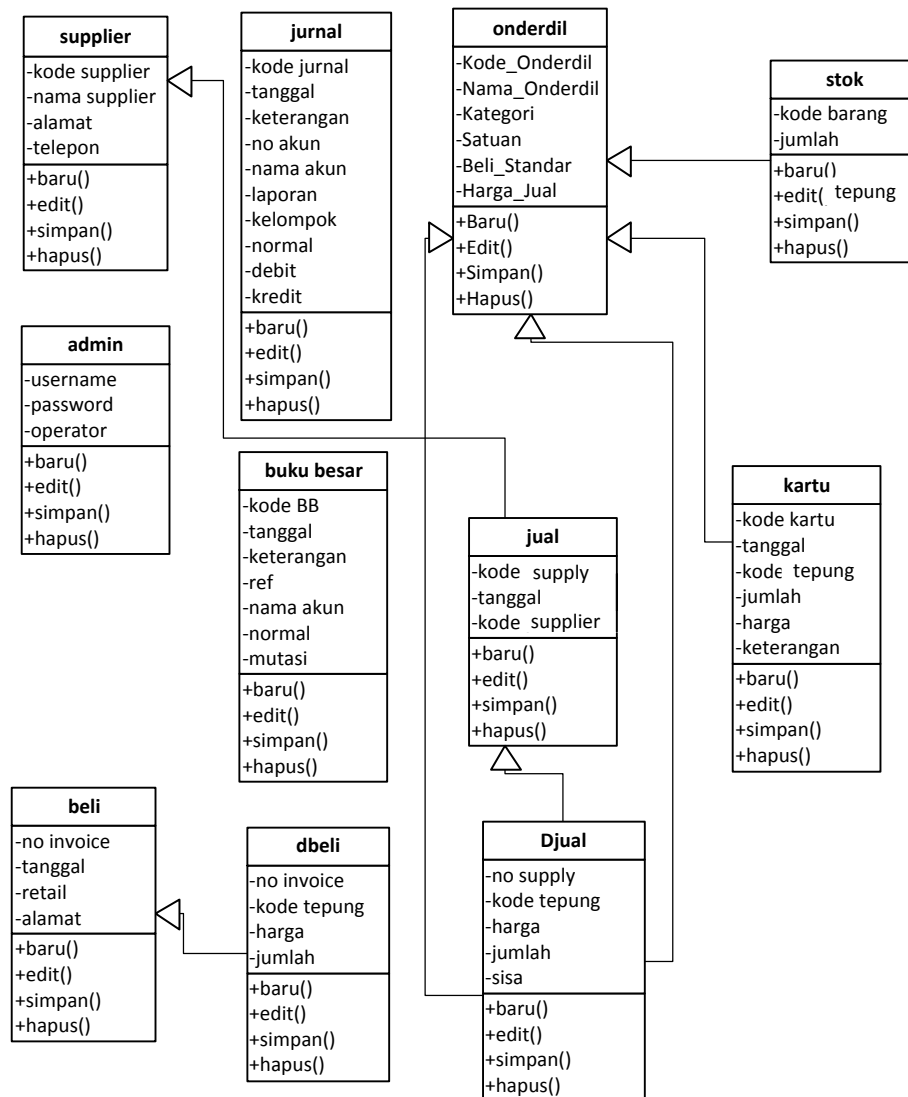 supplier
-kode supplier
-nama supplier
-alamat
-telepon
+baru()
+edit()
+simpan()
+hapus()
jurnal
-kode jurnal
-tanggal
-keterangan
-no akun
-nama akun
-laporan
-kelompok
-normal
-debit
-kredit
+baru()
+edit()
+simpan()
+hapus()
onderdil
-Kode_Onderdil
-Nama_Onderdil
-Kategori
-Satuan
-Beli_Standar
-Harga_Jual
+Baru()
+Edit()
+Simpan()
+Hapus()
stok
-kode barang
-jumlah
+baru()
+edit( tepung
+simpan()
+hapus()
admin
-username
-password
-operator
+baru()
+edit()
+simpan()
+hapus()
buku besar
-kode BB
-tanggal
-keterangan
-ref
-nama akun
-normal
-mutasi
+baru()
+edit()
+simpan()
+hapus()
jual
-kode supply
-tanggal
-kode supplier
+baru()
+edit()
+simpan()
+hapus()
kartu
-kode kartu
-tanggal
-kode tepung
-jumlah
-harga
-keterangan
+baru()
+edit()
+simpan()
+hapus()
beli
-no invoice
-tanggal
-retail
-alamat
+baru()
+edit()
+simpan()
+hapus()
dbeli
-no invoice
-kode tepung
-harga
-jumlah
+baru()
+edit()
+simpan()
+hapus()
Djual
-no supply
-kode tepung
-harga
-jumlah
-sisa
+baru()
+edit()
+simpan()
+hapus()